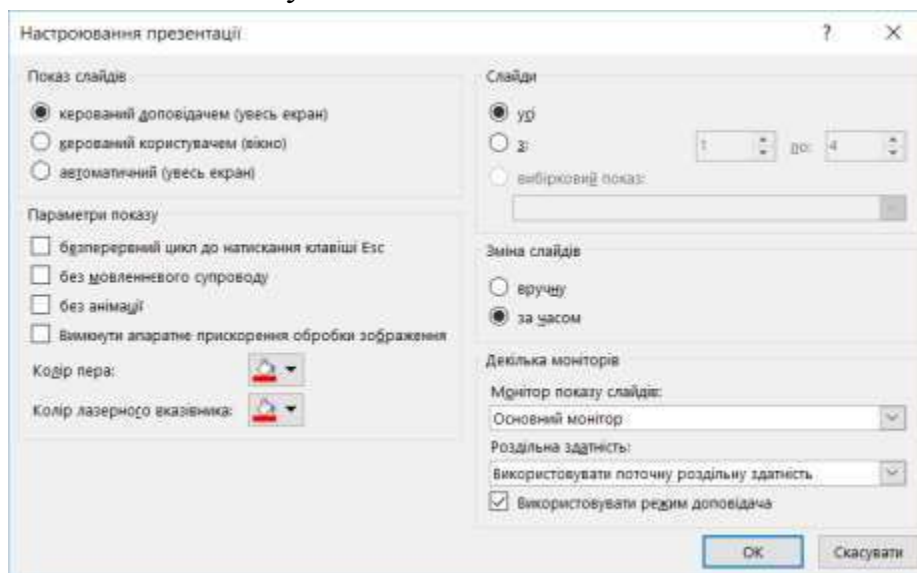 Настроювання презентації ? ×
Показ слайдів
керований доповідачем (увесь екран)
керований користувачем (вікно)
автоматичний (увесь екран)
Параметри показу
безперервний цикл до натискання клавіші Esc
без мовленнєвого супроводу
без анімації
Вимкнути апаратне прискорення обробки зображення
Колір пера:
Колір лазерного вказівника:
Слайди
усі
з: 1 по: 4
вибірковий показ:
Зміна слайдів
вручну
за часом
Декілька моніторів
Монітор показу слайдів:
Основний монітор
Роздільна здатність:
Використовувати поточну роздільну здатність
Використовувати режим доповідача
ОК Скасувати